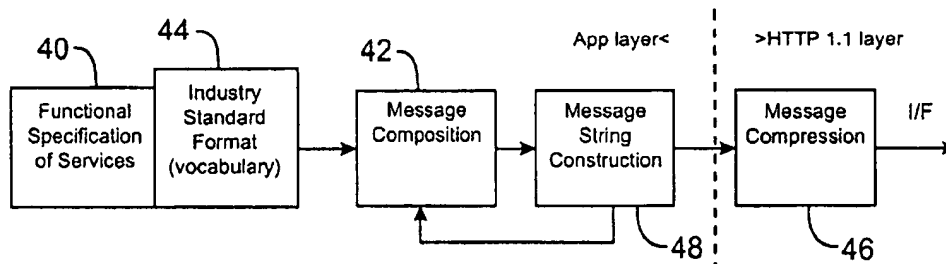 40
44
42
App layer<
>HTTP 1.1 layer
Functional
Specification
of Services
Industry
Standard
Format
(vocabulary)
Message
Composition
Message
String
Construction
Message
Compression
I/F
48
46